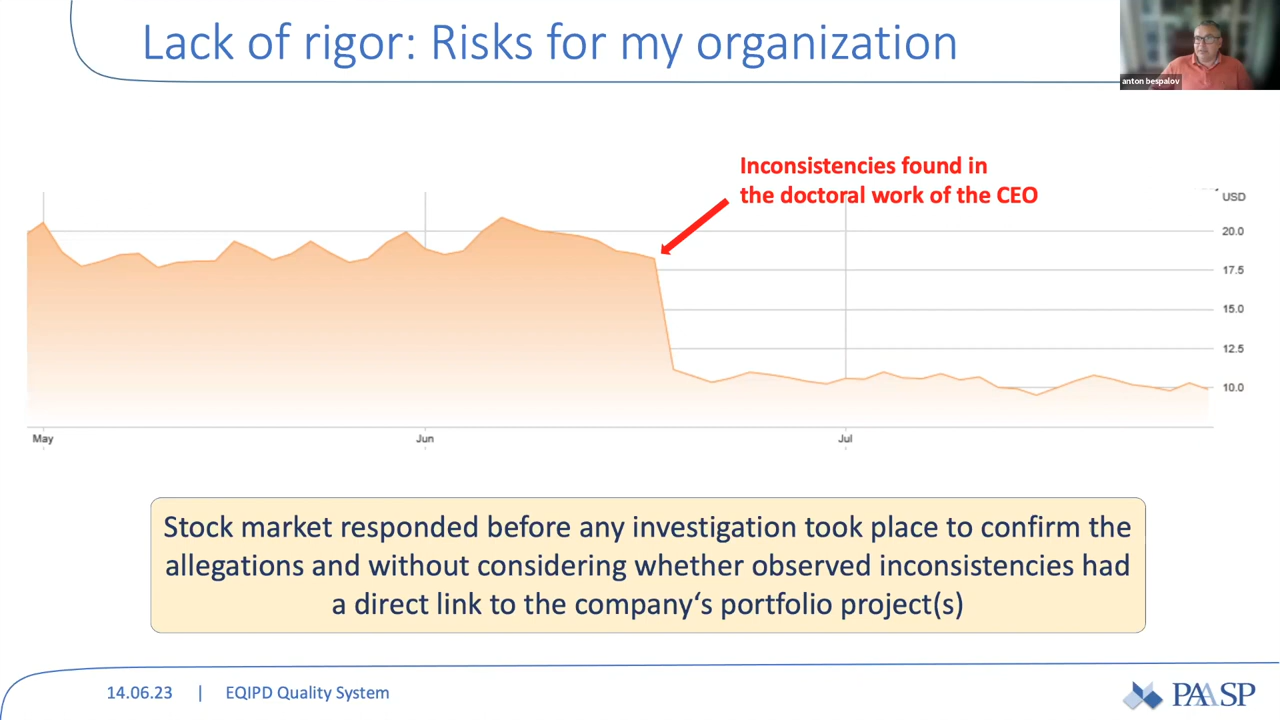 Lack of rigor: Risks for my organization
anton bespalov
Inconsistencies found in
the doctoral work of the CEO
USD
20.0
17.5
15.0
12.5
10.0
May
Jun
Jul
Stock market responded before any investigation took place to confirm the
allegations and without considering whether observed inconsistencies had
a direct link to the company‘s portfolio project(s)
14.06.23 | EQIPD Quality System
PAASP